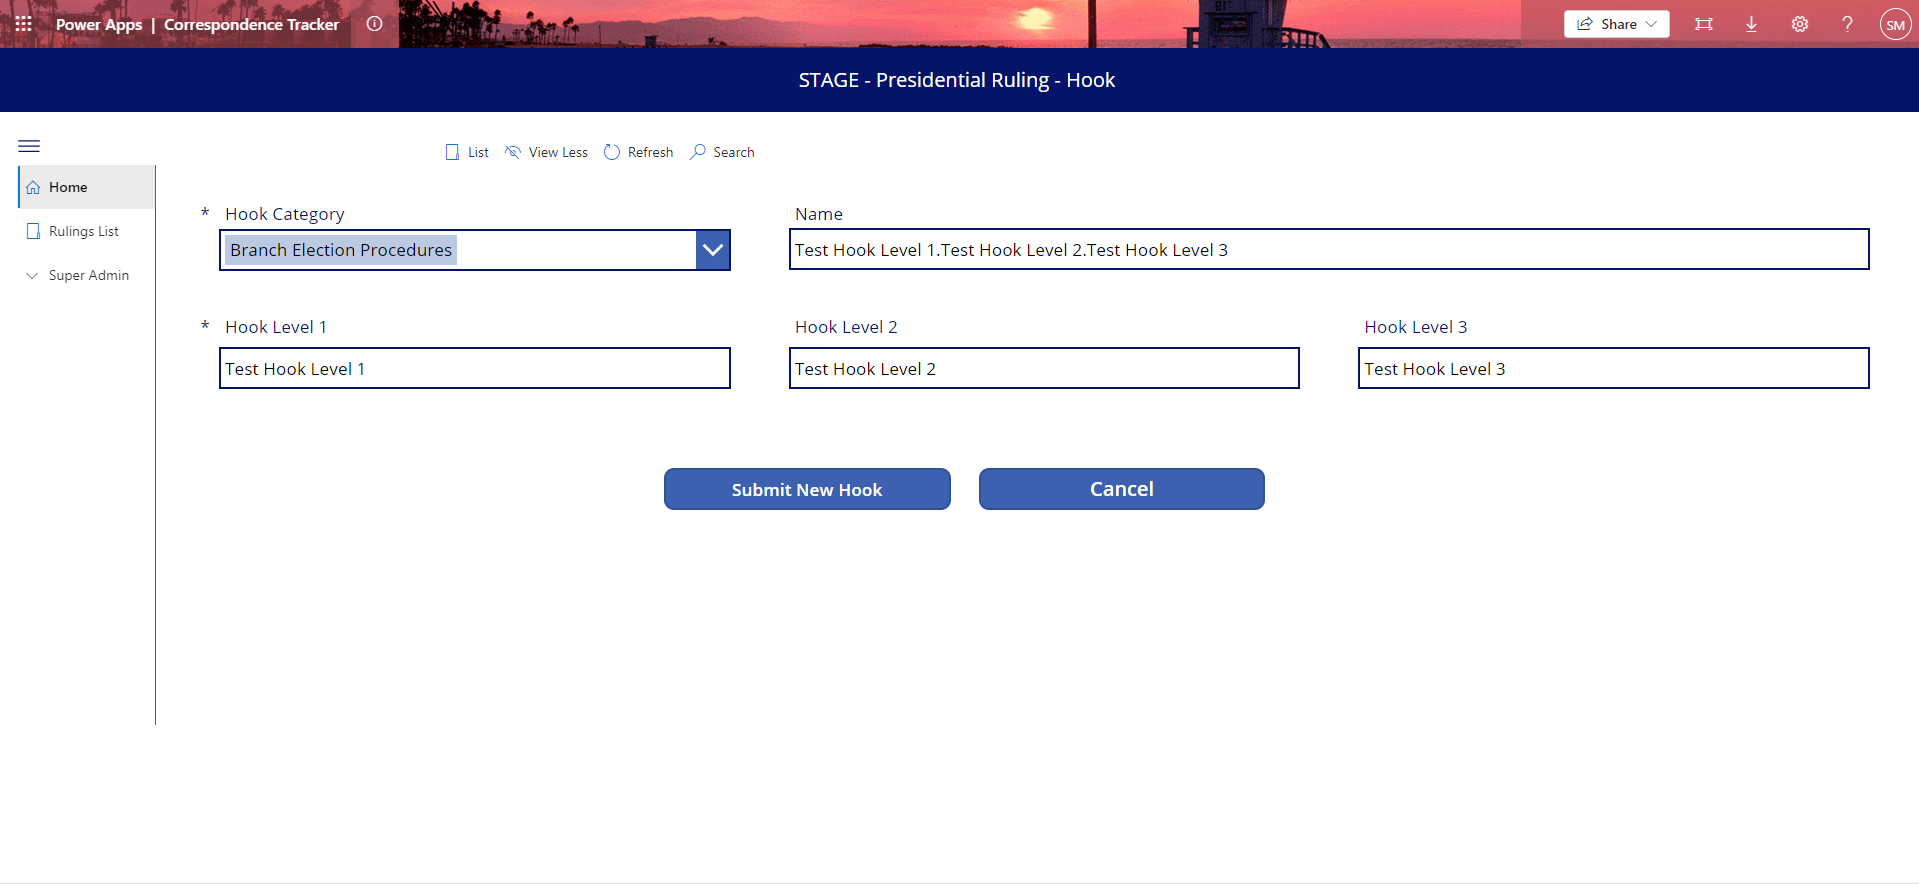 Power Apps | Correspondence Tracker
Share
SM
STAGE - Presidential Ruling - Hook
List View Less Refresh Search
Home
Rulings List
Super Admin
* Hook Category
Branch Election Procedures
Name
Test Hook Level 1.Test Hook Level 2.Test Hook Level 3
* Hook Level 1 Hook Level 2 Hook Level 3
Test Hook Level 1 Test Hook Level 2 Test Hook Level 3
Submit New Hook Cancel